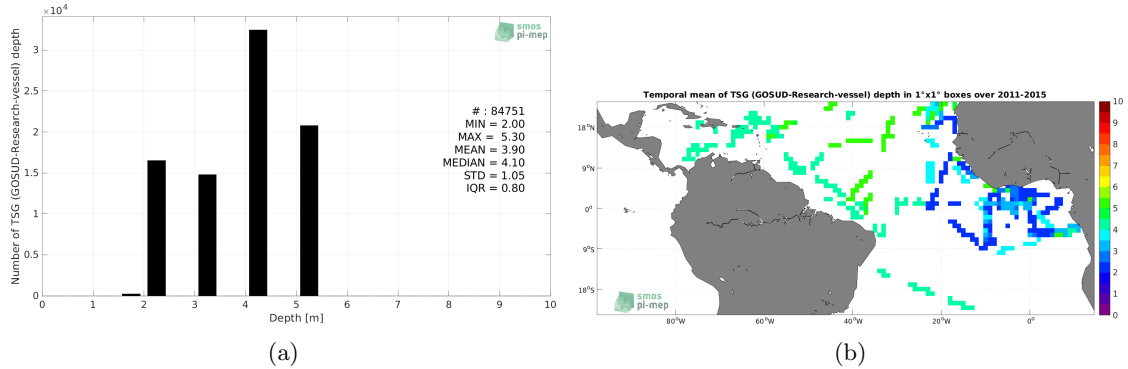 ×10⁴
smos
pi-mep
# : 84751
MIN = 2.00
MAX = 5.30
MEAN = 3.90
MEDIAN = 4.10
STD = 1.05
IQR = 0.80
Number of TSG (GOSUD-Research-vessel) depth
3
2.5
2
1.5
1
0.5
0
0 1 2 3 4 5 6 7 8 9 10
Depth [m]
(a)
Temporal mean of TSG (GOSUD-Research-vessel) depth in 1°x1° boxes over 2011-2015
18°N
9°N
0°
9°S
18°S
80°W 60°W 40°W 20°W 0°
smos
pi-mep
10
9
8
7
6
5
4
3
2
1
0
(b)